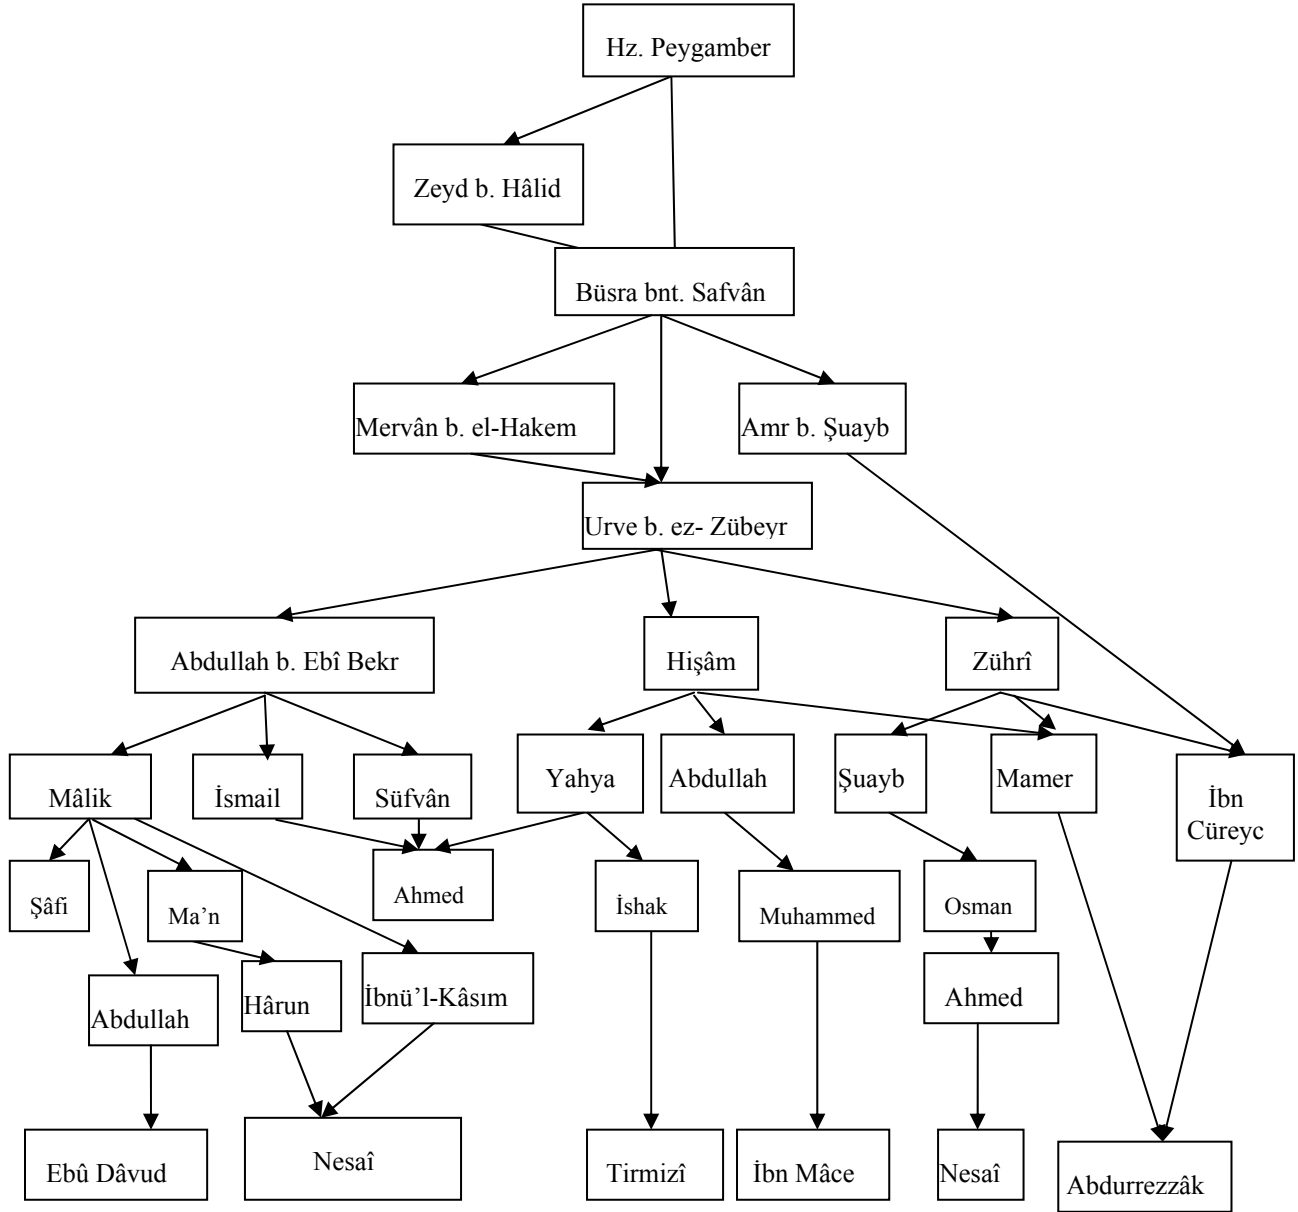 Hz. Peygamber
Zeyd b. Hâlid
Büsra bnt. Safvân
Mervân b. el-Hakem
Amr b. Şuayb
Urve b. ez- Zübeyr
Abdullah b. Ebî Bekr
Hişâm
Zührî
Mâlik
İsmail
Süfvân
Yahya
Abdullah
Şuayb
Mamer
İbn
Cüreyc
Şâfi
Ma’n
Ahmed
İshak
Muhammed
Osman
Abdullah
Hârun
İbnü’l-Kâsım
Ahmed
Ebû Dâvud
Nesaî
Tirmizî
İbn Mâce
Nesaî
Abdurrezzâk